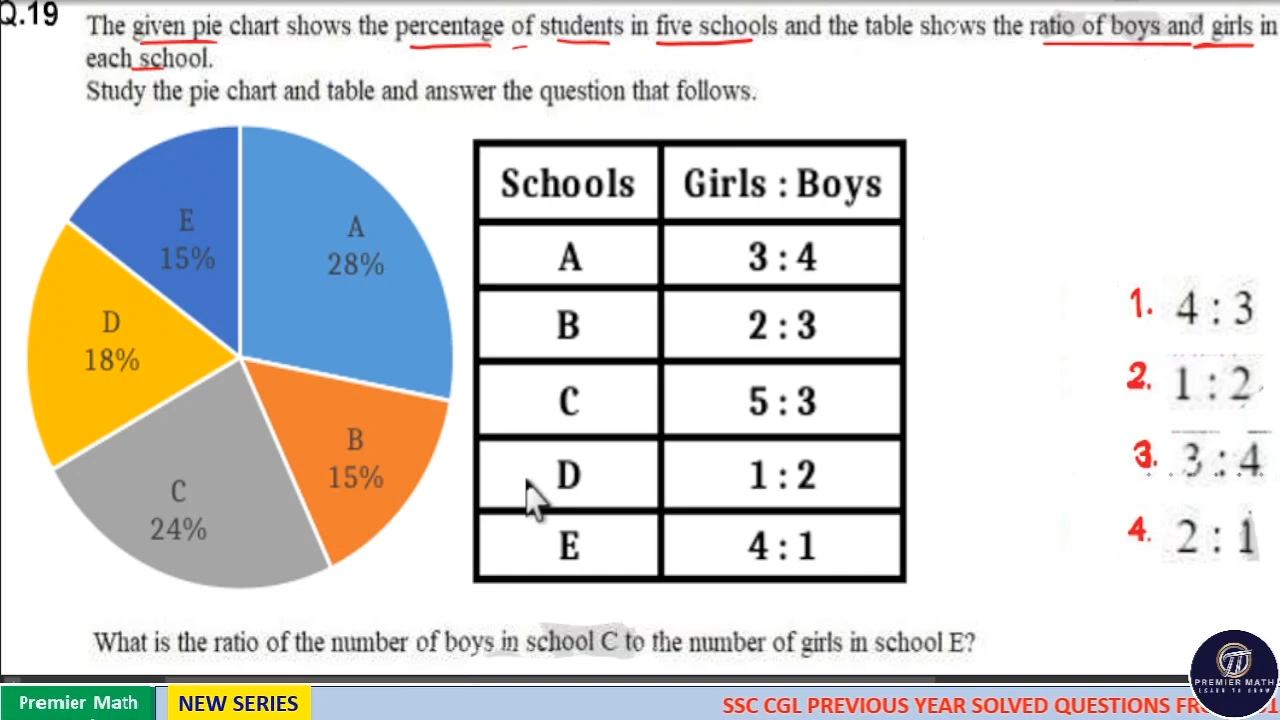 Q.19
The given pie chart shows the percentage of students in five schools and the table shows the ratio of boys and girls in
each school.
Study the pie chart and table and answer the question that follows.
A
28%
B
15%
C
24%
D
18%
E
15%
Schools Girls : Boys
A 3 : 4
B 2 : 3
C 5 : 3
D 1 : 2
E 4 : 1
1. 4 : 3
2. 1 : 2
3. 3 : 4
4. 2 : 1
What is the ratio of the number of boys in school C to the number of girls in school E?
PREMIER MATH
LEARN TO GROW
Premier Math
NEW SERIES
SSC CGL PREVIOUS YEAR SOLVED QUESTIONS